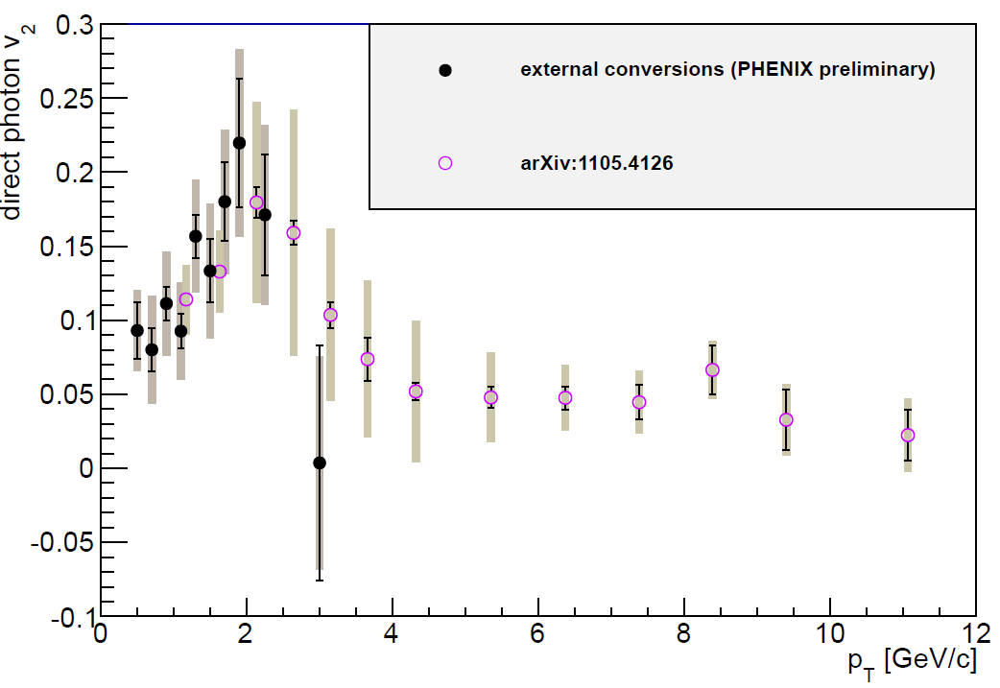 direct photon v2
0.3
0.25
0.2
0.15
0.1
0.05
0
-0.05
-0.1
external conversions (PHENIX preliminary)
arXiv:1105.4126
0 2 4 6 8 10 12
pT [GeV/c]